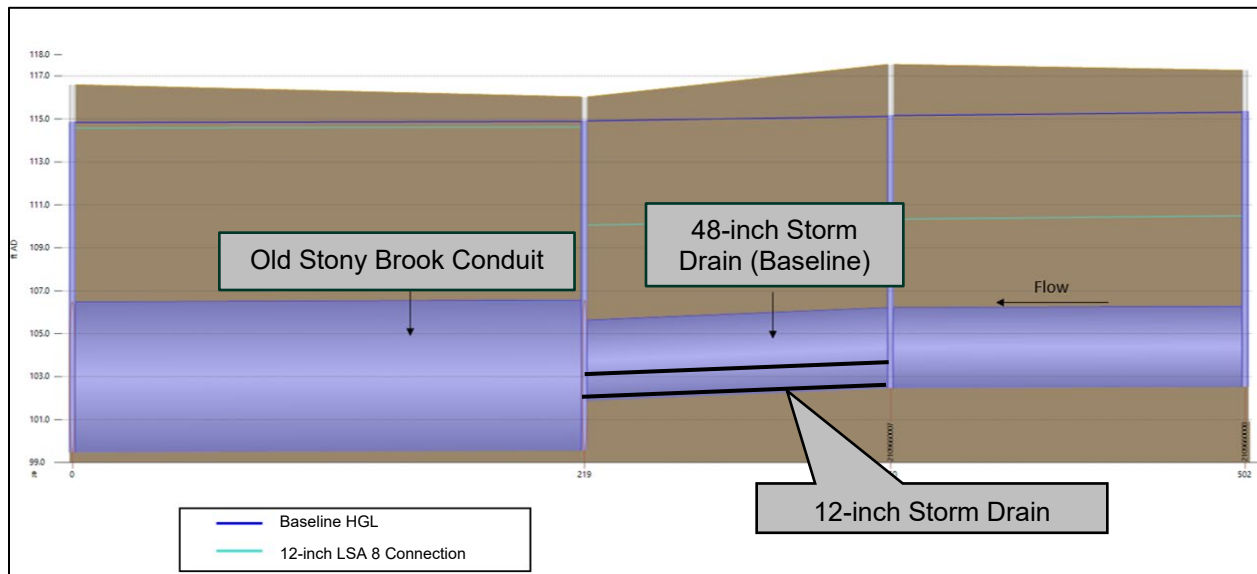 118.0
117.0
115.0
113.0
111.0
109.0
107.0
105.0
103.0
101.0
99.0
ft AD
Old Stony Brook Conduit
48-inch Storm
Drain (Baseline)
Flow
12-inch Storm Drain
ft
0
219
502
Baseline HGL
12-inch LSA 8 Connection